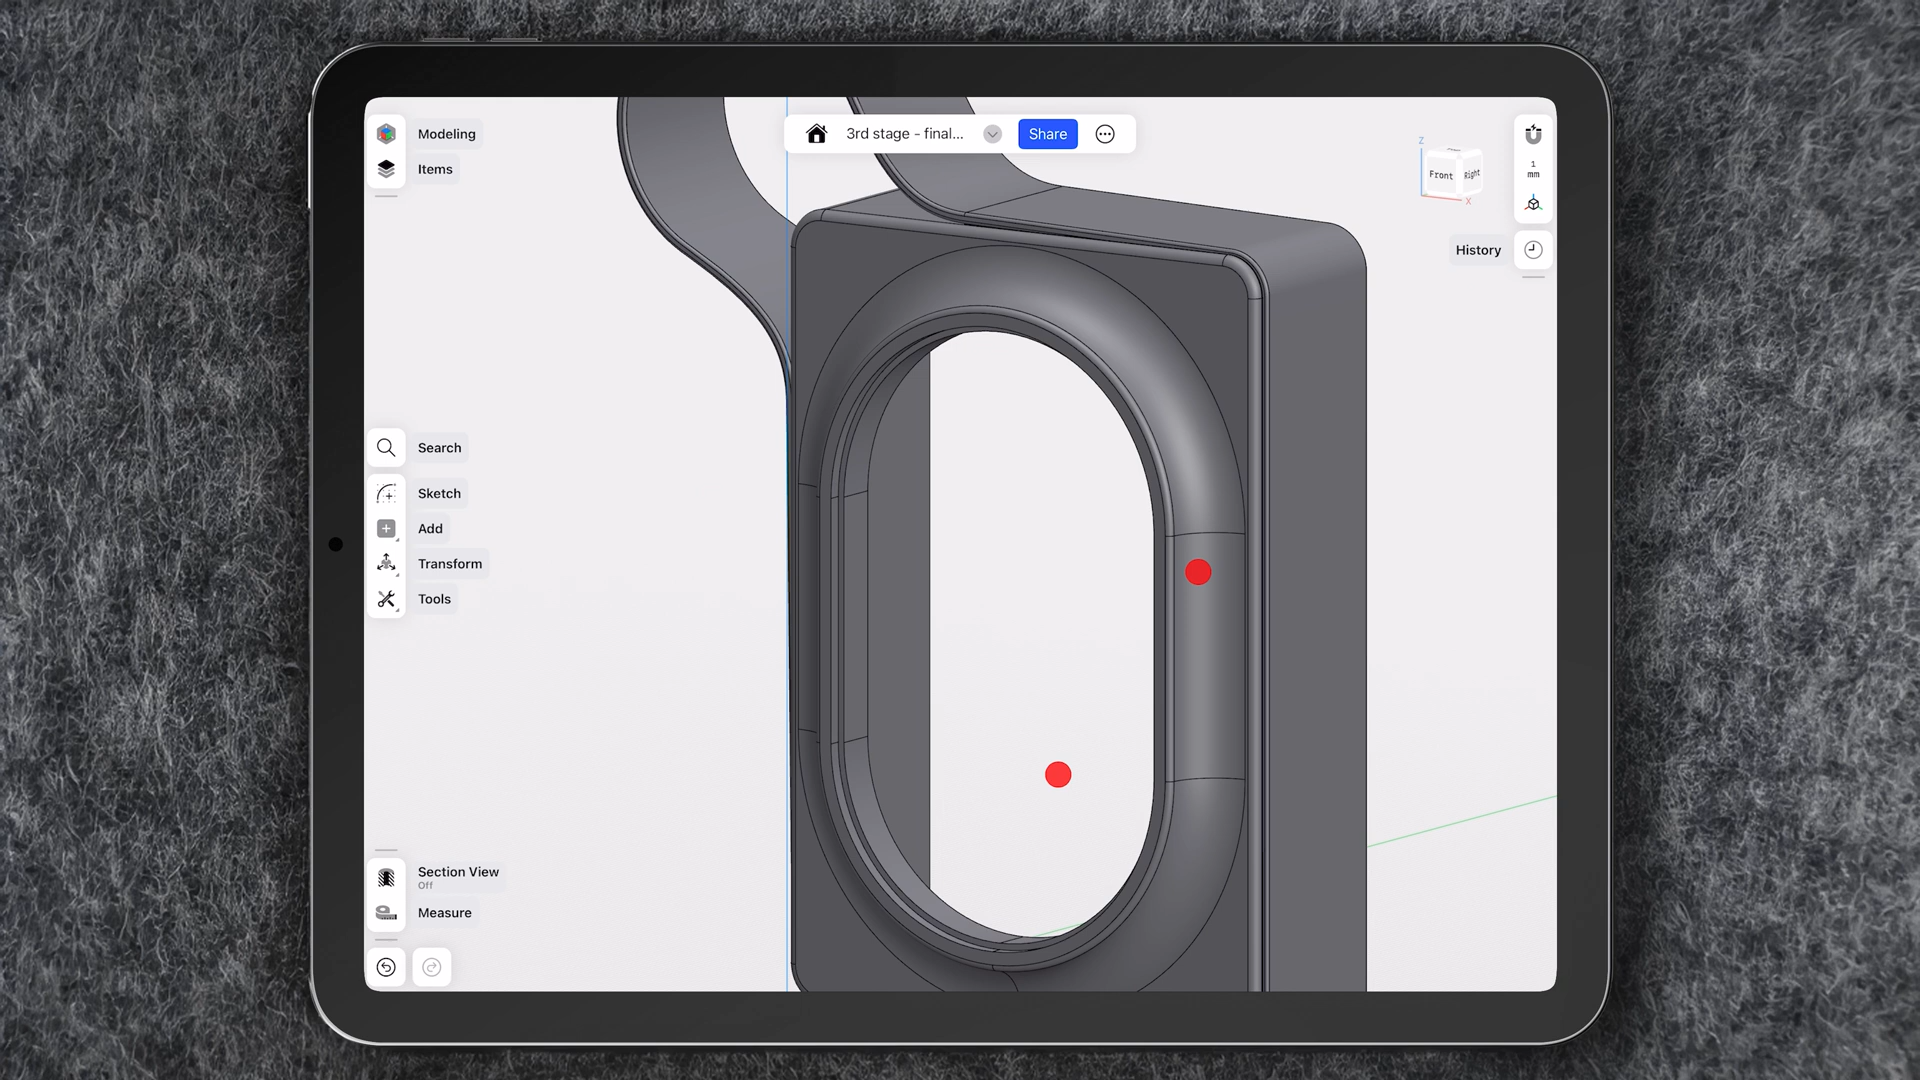 Modeling
Items
3rd stage - final...
Share
Z
Front
Right
X
1
mm
History
Search
Sketch
Add
Transform
Tools
Section View
Off
Measure